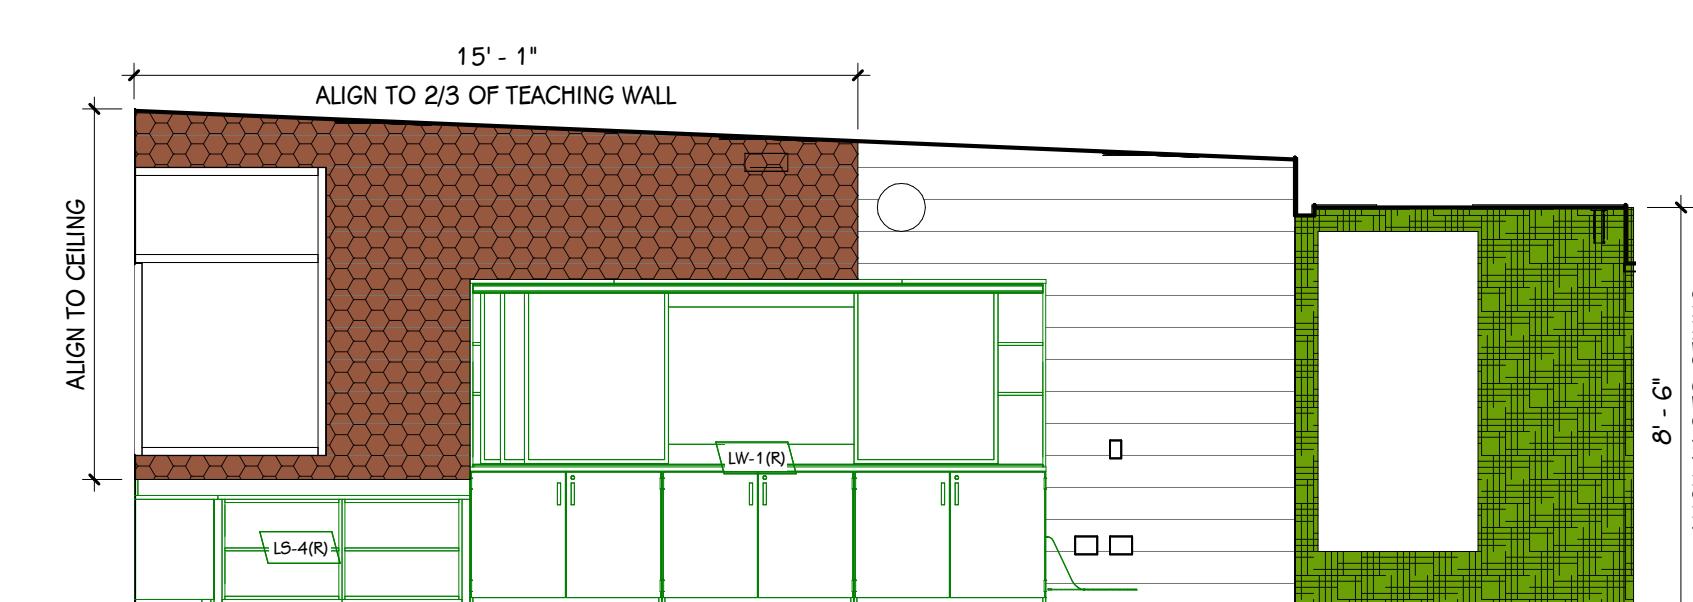 15' - 1"
ALIGN TO 2/3 OF TEACHING WALL
ALIGN TO CEILING
LW-1(R)
LS-4(R)
8' - 6"